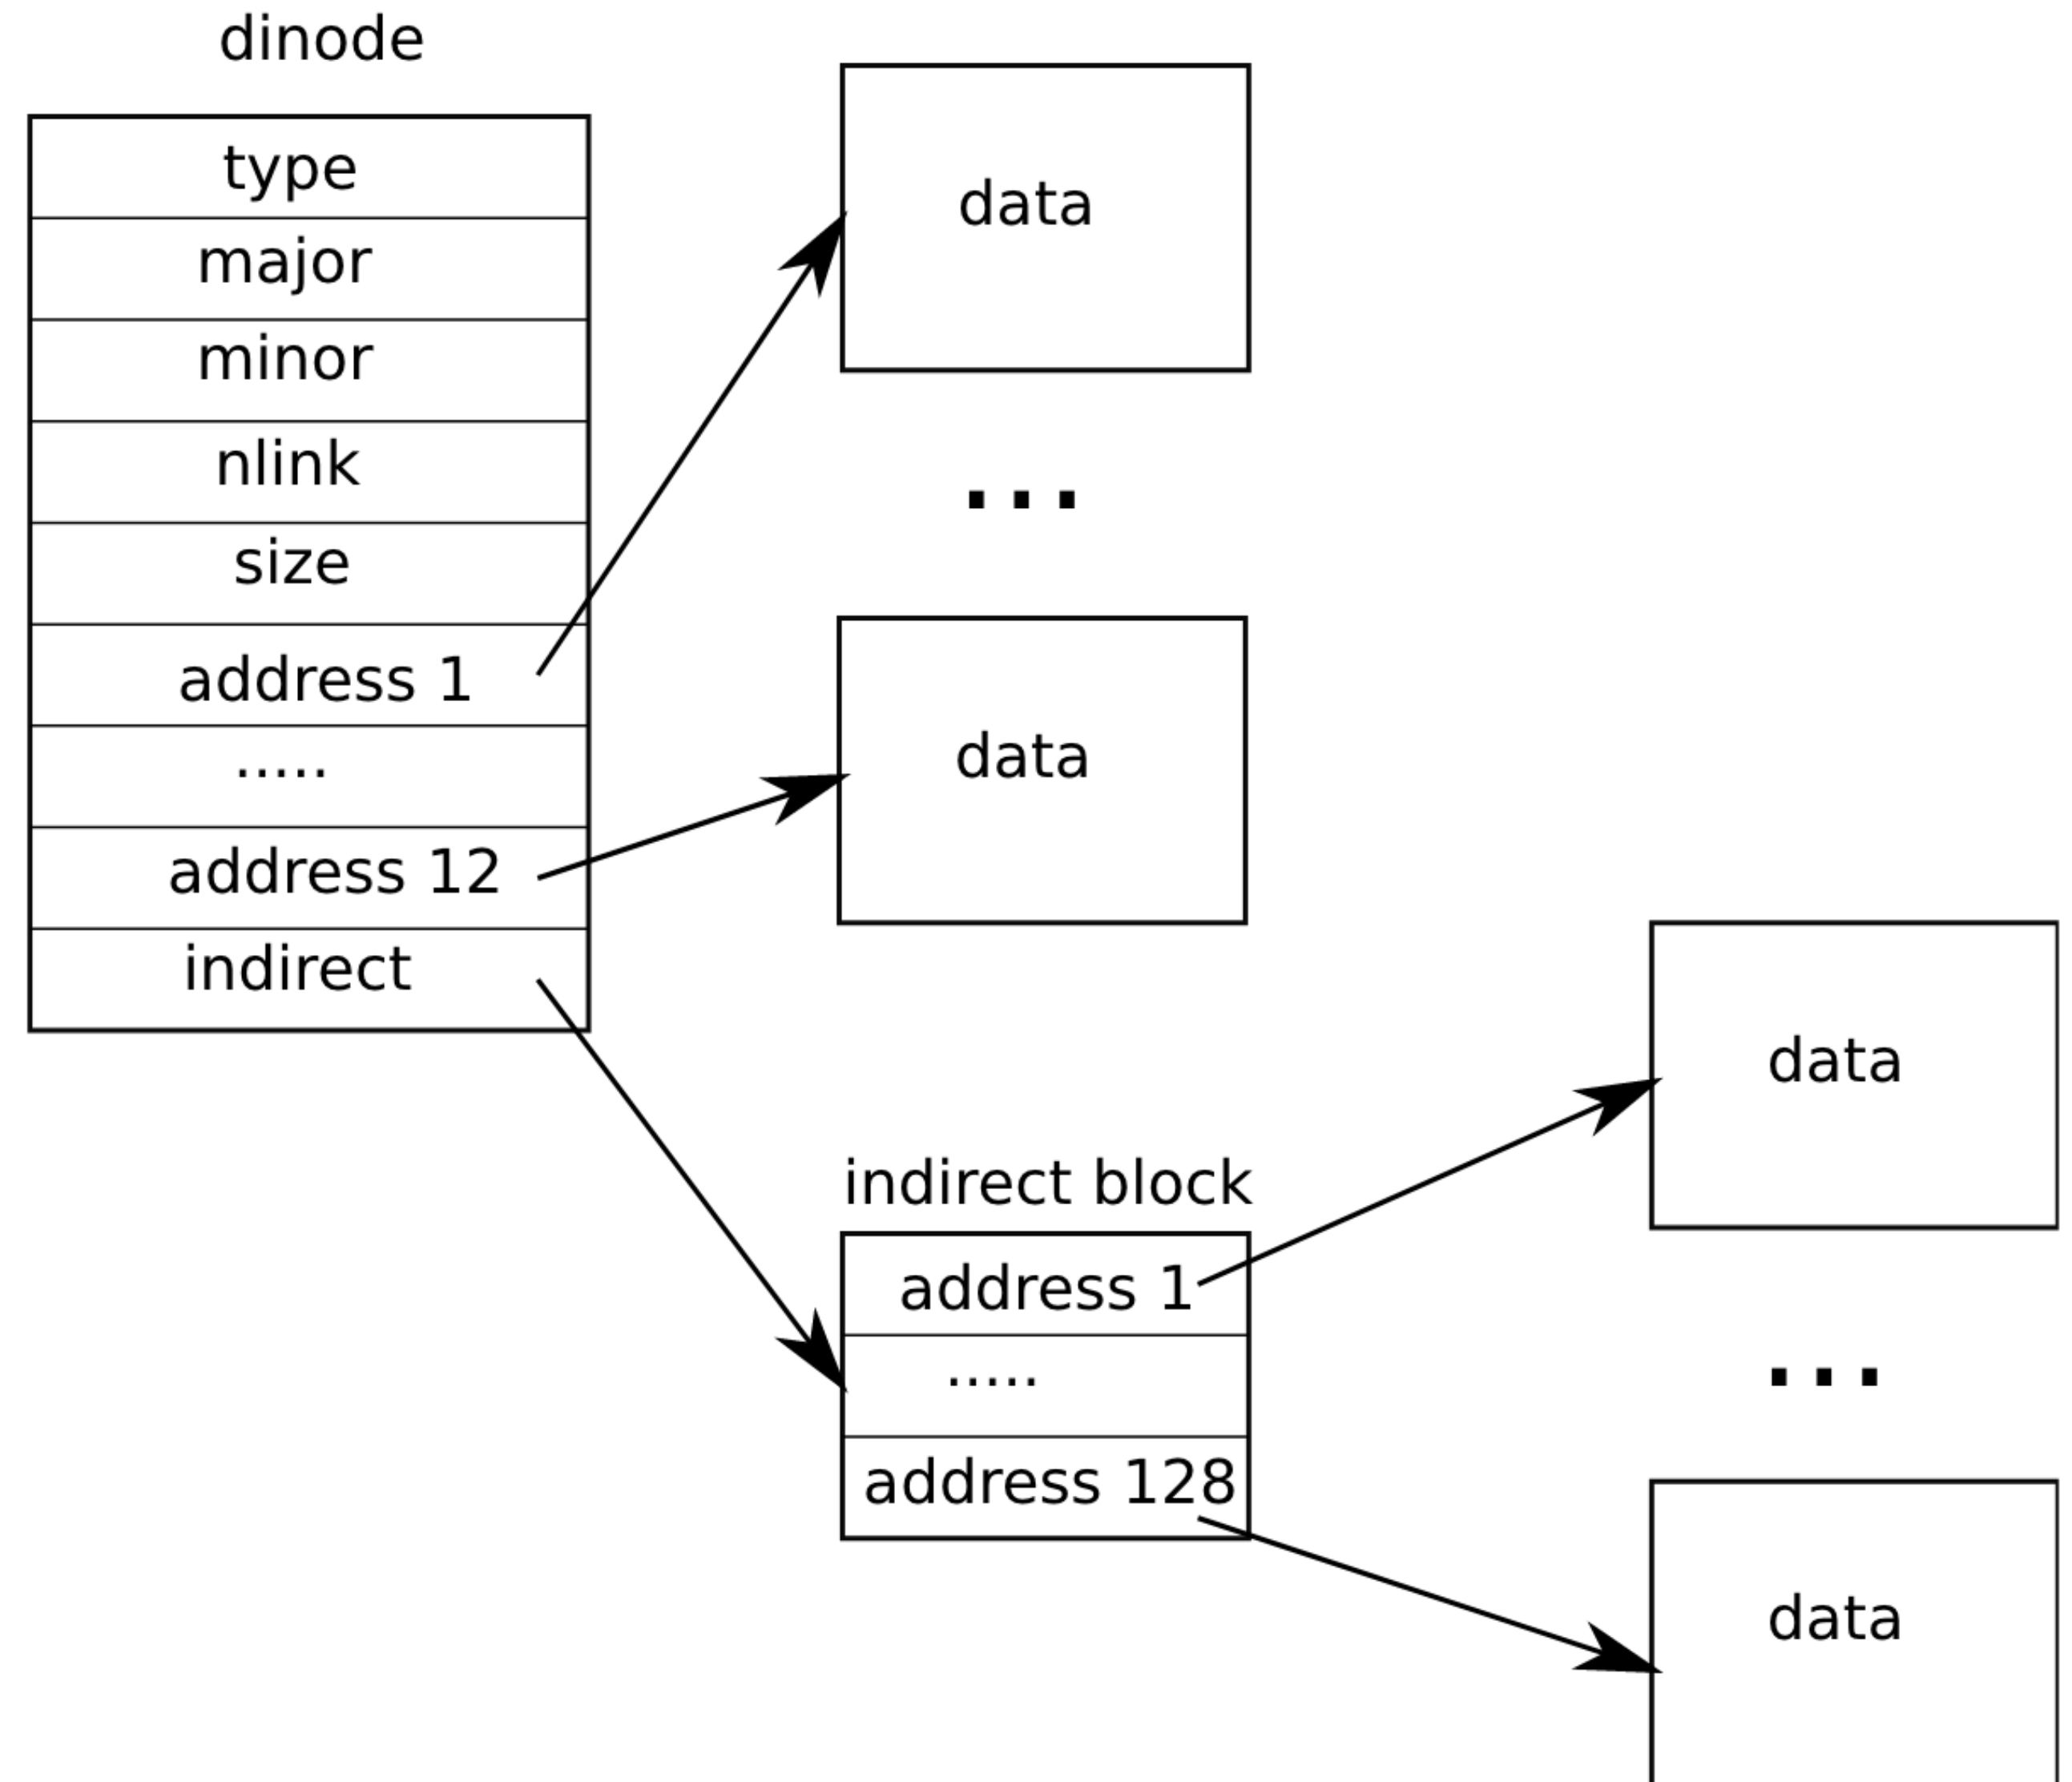 dinode
type
major
minor
nlink
size
address 1
.....
address 12
indirect
data
...
data
indirect block
address 1
.....
address 128
data
...
data